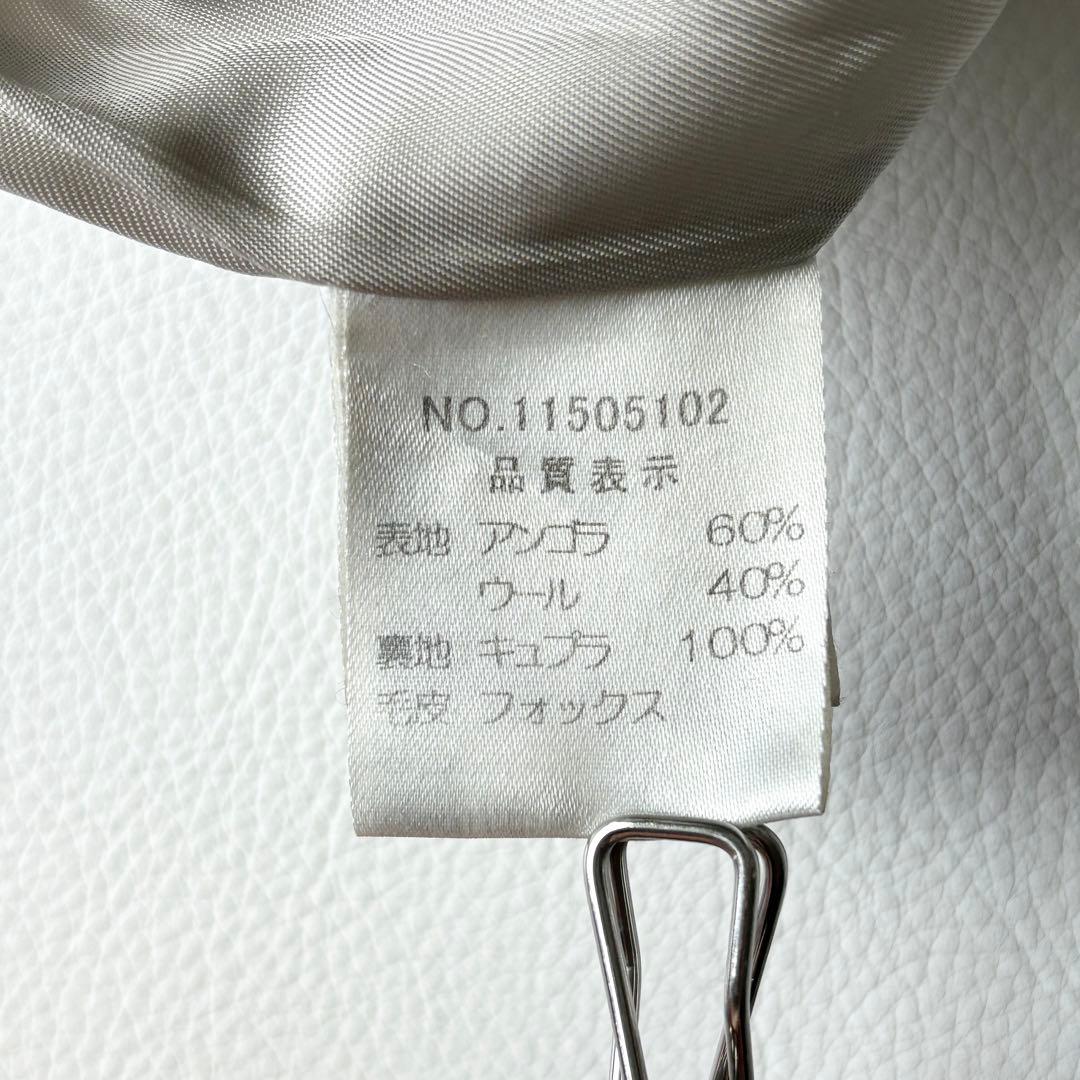 NO.11505102
品質表示
表地 アンゴラ 60%
ウール 40%
裏地 キュプラ 100%
毛皮 フォックス